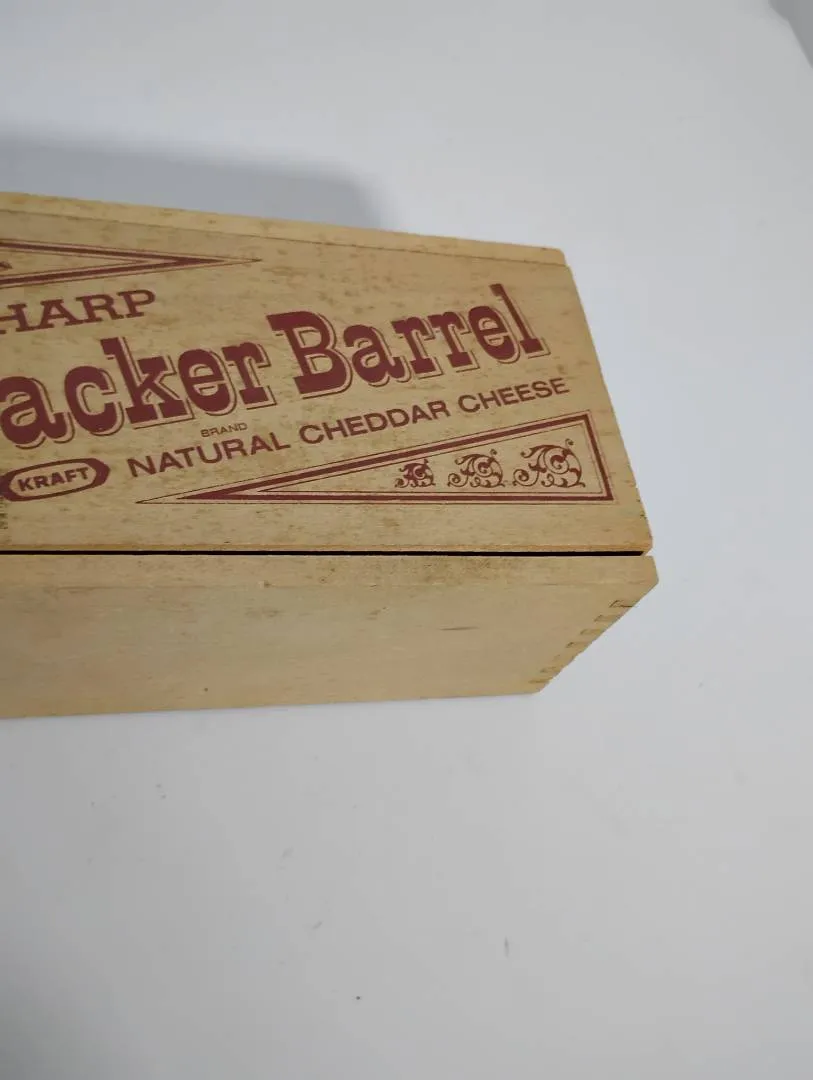 HARP
acker Barrel
BRAND
KRAFT NATURAL CHEDDAR CHEESE